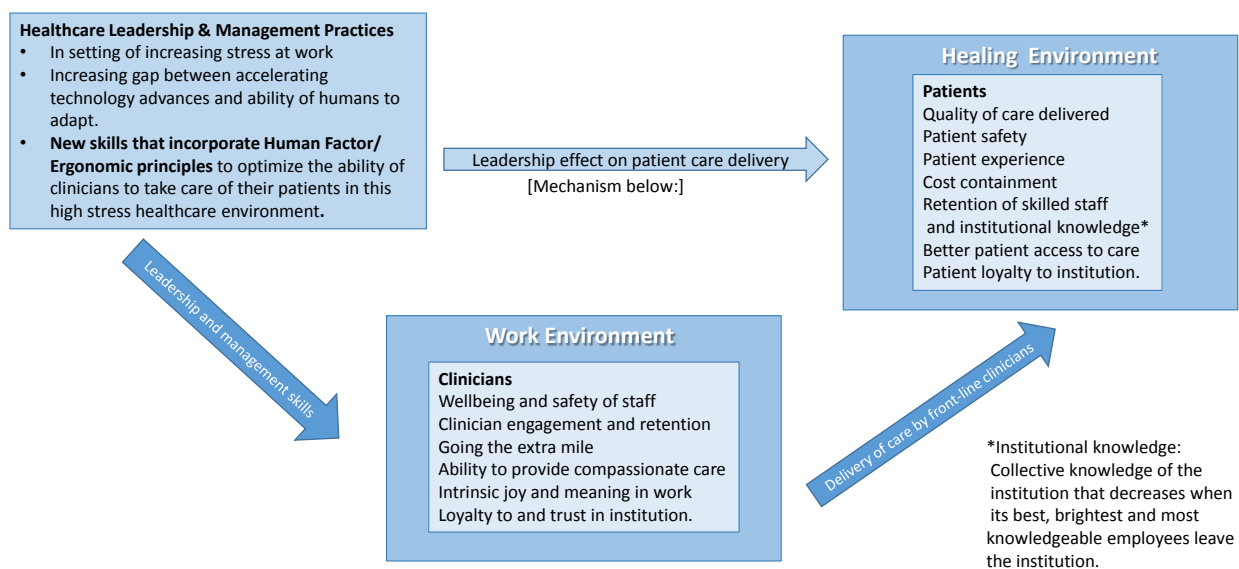 Healthcare Leadership & Management Practices
• In setting of increasing stress at work
• Increasing gap between accelerating
technology advances and ability of humans to
adapt.
• New skills that incorporate Human Factor/
Ergonomic principles to optimize the ability of
clinicians to take care of their patients in this
high stress healthcare environment.
Leadership effect on patient care delivery
[Mechanism below:]
Healing Environment
Patients
Quality of care delivered
Patient safety
Patient experience
Cost containment
Retention of skilled staff
and institutional knowledge*
Better patient access to care
Patient loyalty to institution.
Leadership and management skills
Work Environment
Clinicians
Wellbeing and safety of staff
Clinician engagement and retention
Going the extra mile
Ability to provide compassionate care
Intrinsic joy and meaning in work
Loyalty to and trust in institution.
Delivery of care by front-line clinicians
*Institutional knowledge:
Collective knowledge of the
institution that decreases when
its best, brightest and most
knowledgeable employees leave
the institution.